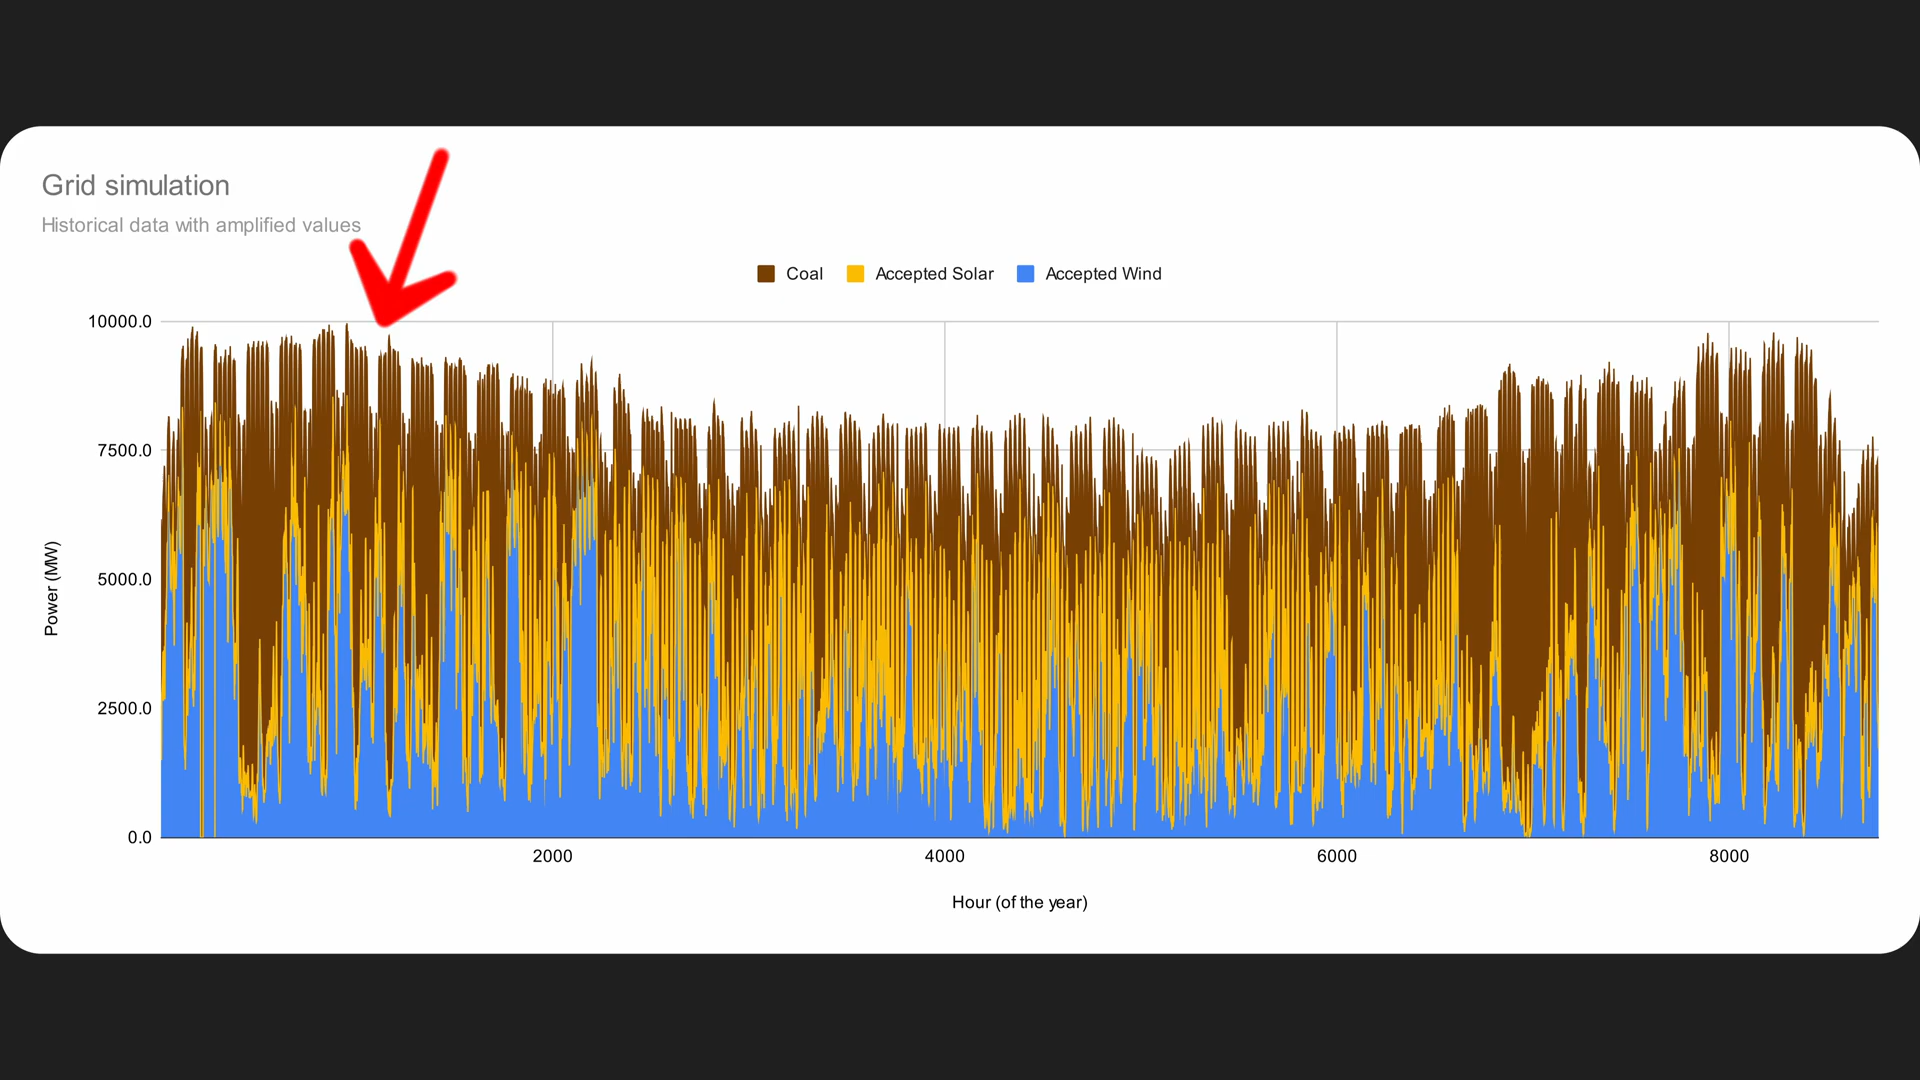 Grid simulation
Historical data with amplified values
Coal Accepted Solar Accepted Wind
10000.0
7500.0
5000.0
2500.0
0.0
Power (MW)
2000 4000 6000 8000
Hour (of the year)